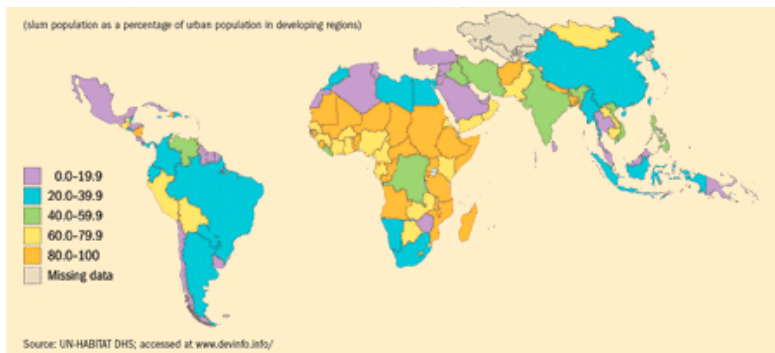 (slum population as a percentage of urban population in developing regions)
0.0-19.9
20.0-39.9
40.0-59.9
60.0-79.9
80.0-100
Missing data
Source: UN-HABITAT DHS; accessed at www.devinfo.info/